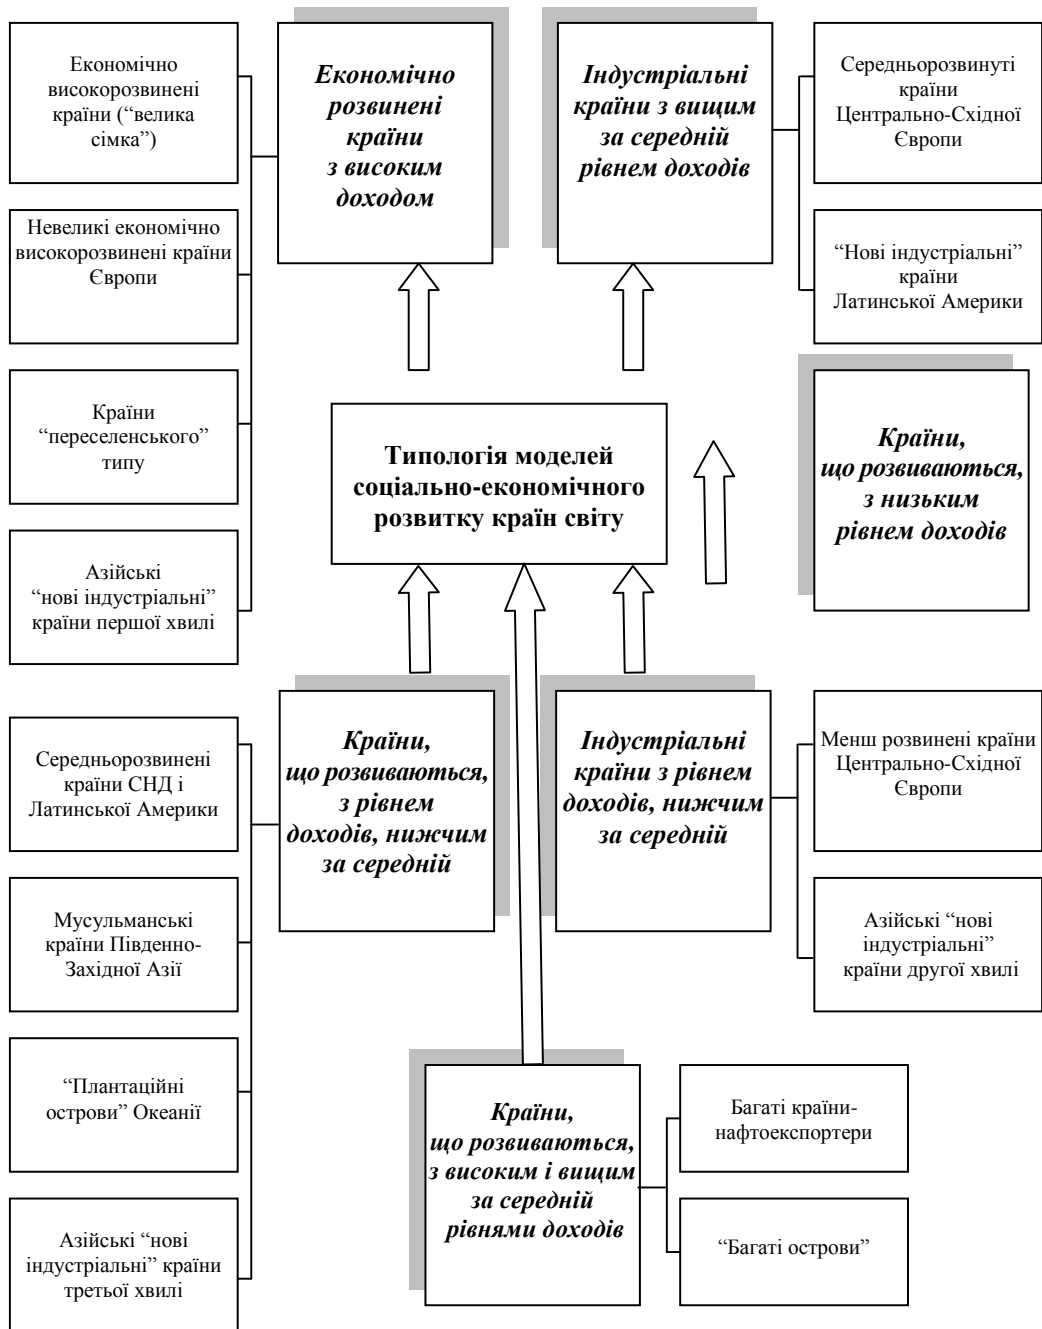 Економічно
високорозвинені
країни (“велика
сімка”)
Невеликі економічно
високорозвинені країни
Європи
Країни
“переселенського”
типу
Азійські
“нові індустріальні”
країни першої хвилі
Економічно
розвинені
країни
з високим
доходом
Індустріальні
країни з вищим
за середній
рівнем доходів
Середньорозвинуті
країни
Центрально-Східної
Європи
“Нові індустріальні”
країни
Латинської Америки
Типологія моделей
соціально-економічного
розвитку країн світу
Країни,
що розвиваються,
з низьким
рівнем доходів
Середньорозвинені
країни СНД і
Латинської Америки
Мусульманські
країни Південно-
Західної Азії
“Плантаційні
острови” Океанії
Азійські “нові
індустріальні” країни
третьої хвилі
Країни,
що розвиваються,
з рівнем
доходів, нижчим
за середній
Індустріальні
країни з рівнем
доходів, нижчим
за середній
Менш розвинені країни
Центрально-Східної
Європи
Азійські “нові
індустріальні”
країни другої хвилі
Країни,
що розвиваються,
з високим і вищим
за середній
рівнями доходів
Багаті країни-
нафтоекспортери
“Багаті острови”